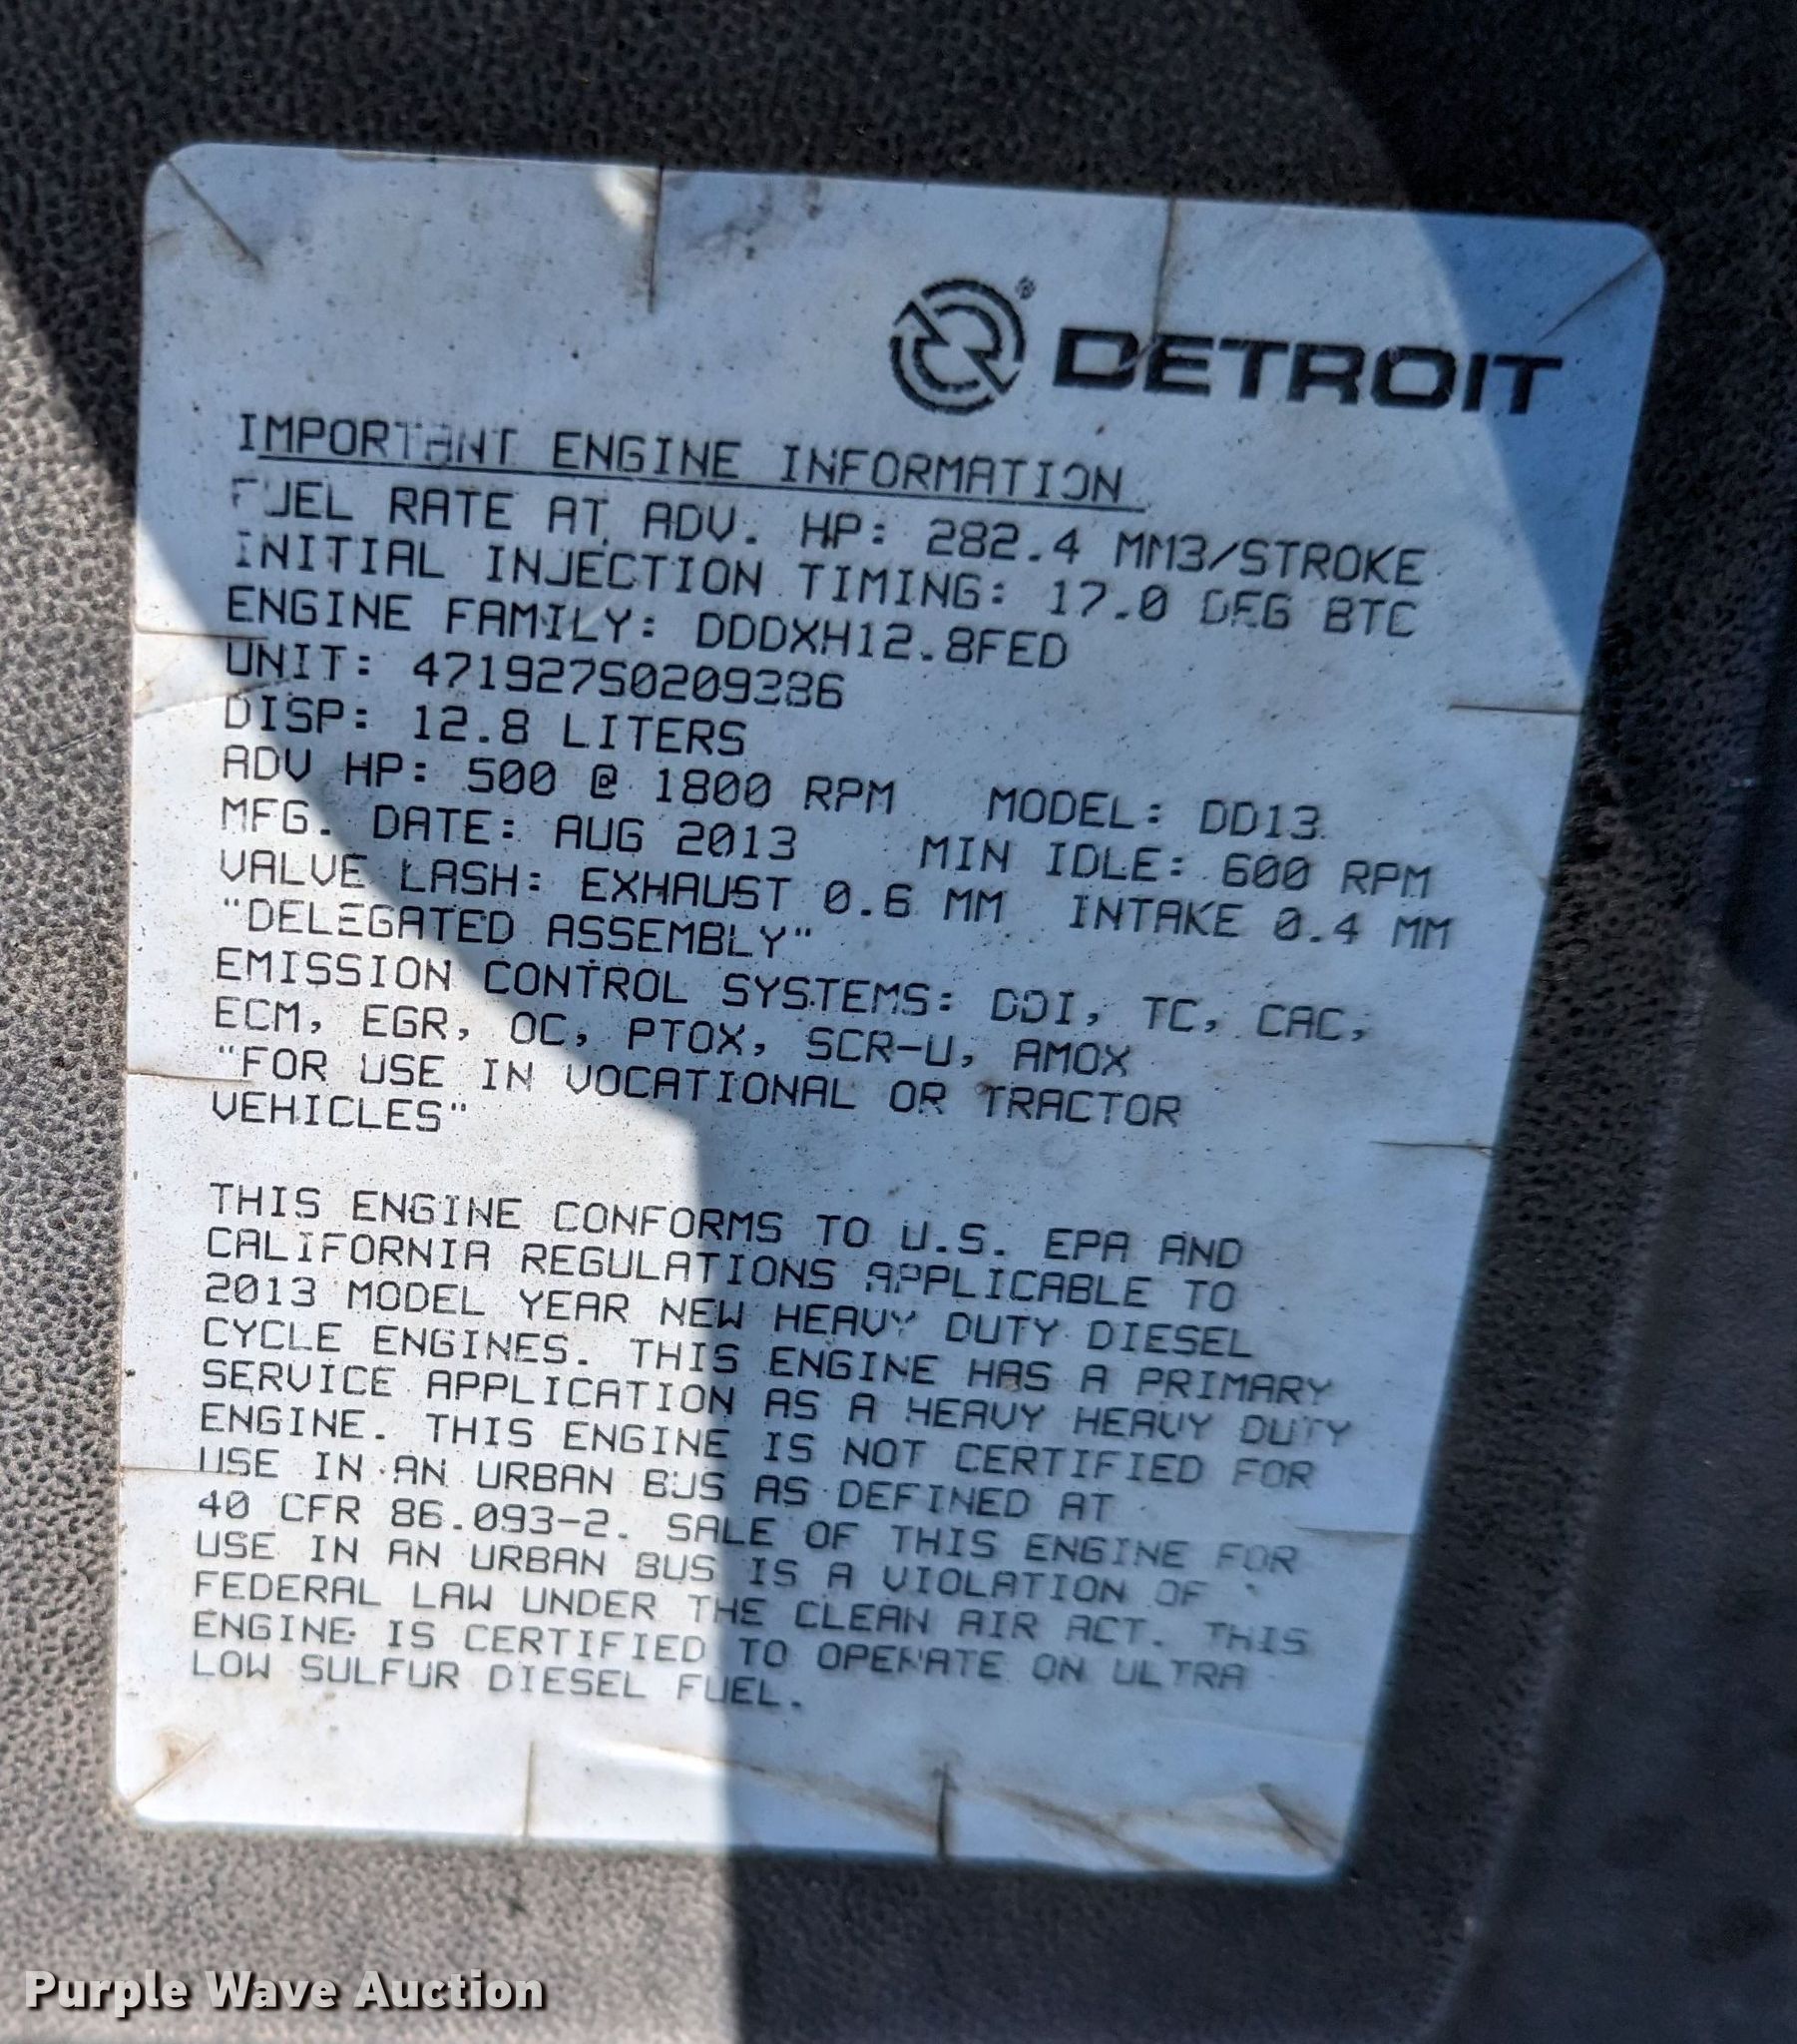 ® DETROIT
IMPORTANT ENGINE INFORMATION
FUEL RATE AT ADV. HP: 282.4 MM3/STROKE
INITIAL INJECTION TIMING: 17.0 DEG BTC
ENGINE FAMILY: DDDXH12.8FED
UNIT:
DISP: 12.8 LITERS
ADV HP: 500 @ 1800 RPM MODEL: DD13
MFG. DATE: AUG 2013 MIN IDLE: 600 RPM
VALVE LASH: EXHAUST 0.6 MM INTAKE 0.4 MM
"DELEGATED ASSEMBLY"
EMISSION CONTROL SYSTEMS: DDI, TC, CAC,
ECM, EGR, OC, PTOX, SCR-U, AMOX
"FOR USE IN VOCATIONAL OR TRACTOR
VEHICLES"
THIS ENGINE CONFORMS TO U.S. EPA AND
CALIFORNIA REGULATIONS APPLICABLE TO
2013 MODEL YEAR NEW HEAVY DUTY DIESEL
CYCLE ENGINES. THIS ENGINE HAS A PRIMARY
SERVICE APPLICATION AS A HEAVY HEAVY DUTY
ENGINE. THIS ENGINE IS NOT CERTIFIED FOR
USE IN AN URBAN BUS AS DEFINED AT
40 CFR 86.093-2. SALE OF THIS ENGINE FOR
USE IN AN URBAN BUS IS A VIOLATION OF
FEDERAL LAW UNDER THE CLEAN AIR ACT. THIS
ENGINE IS CERTIFIED TO OPERATE ON ULTRA
LOW SULFUR DIESEL FUEL.
Purple Wave Auction